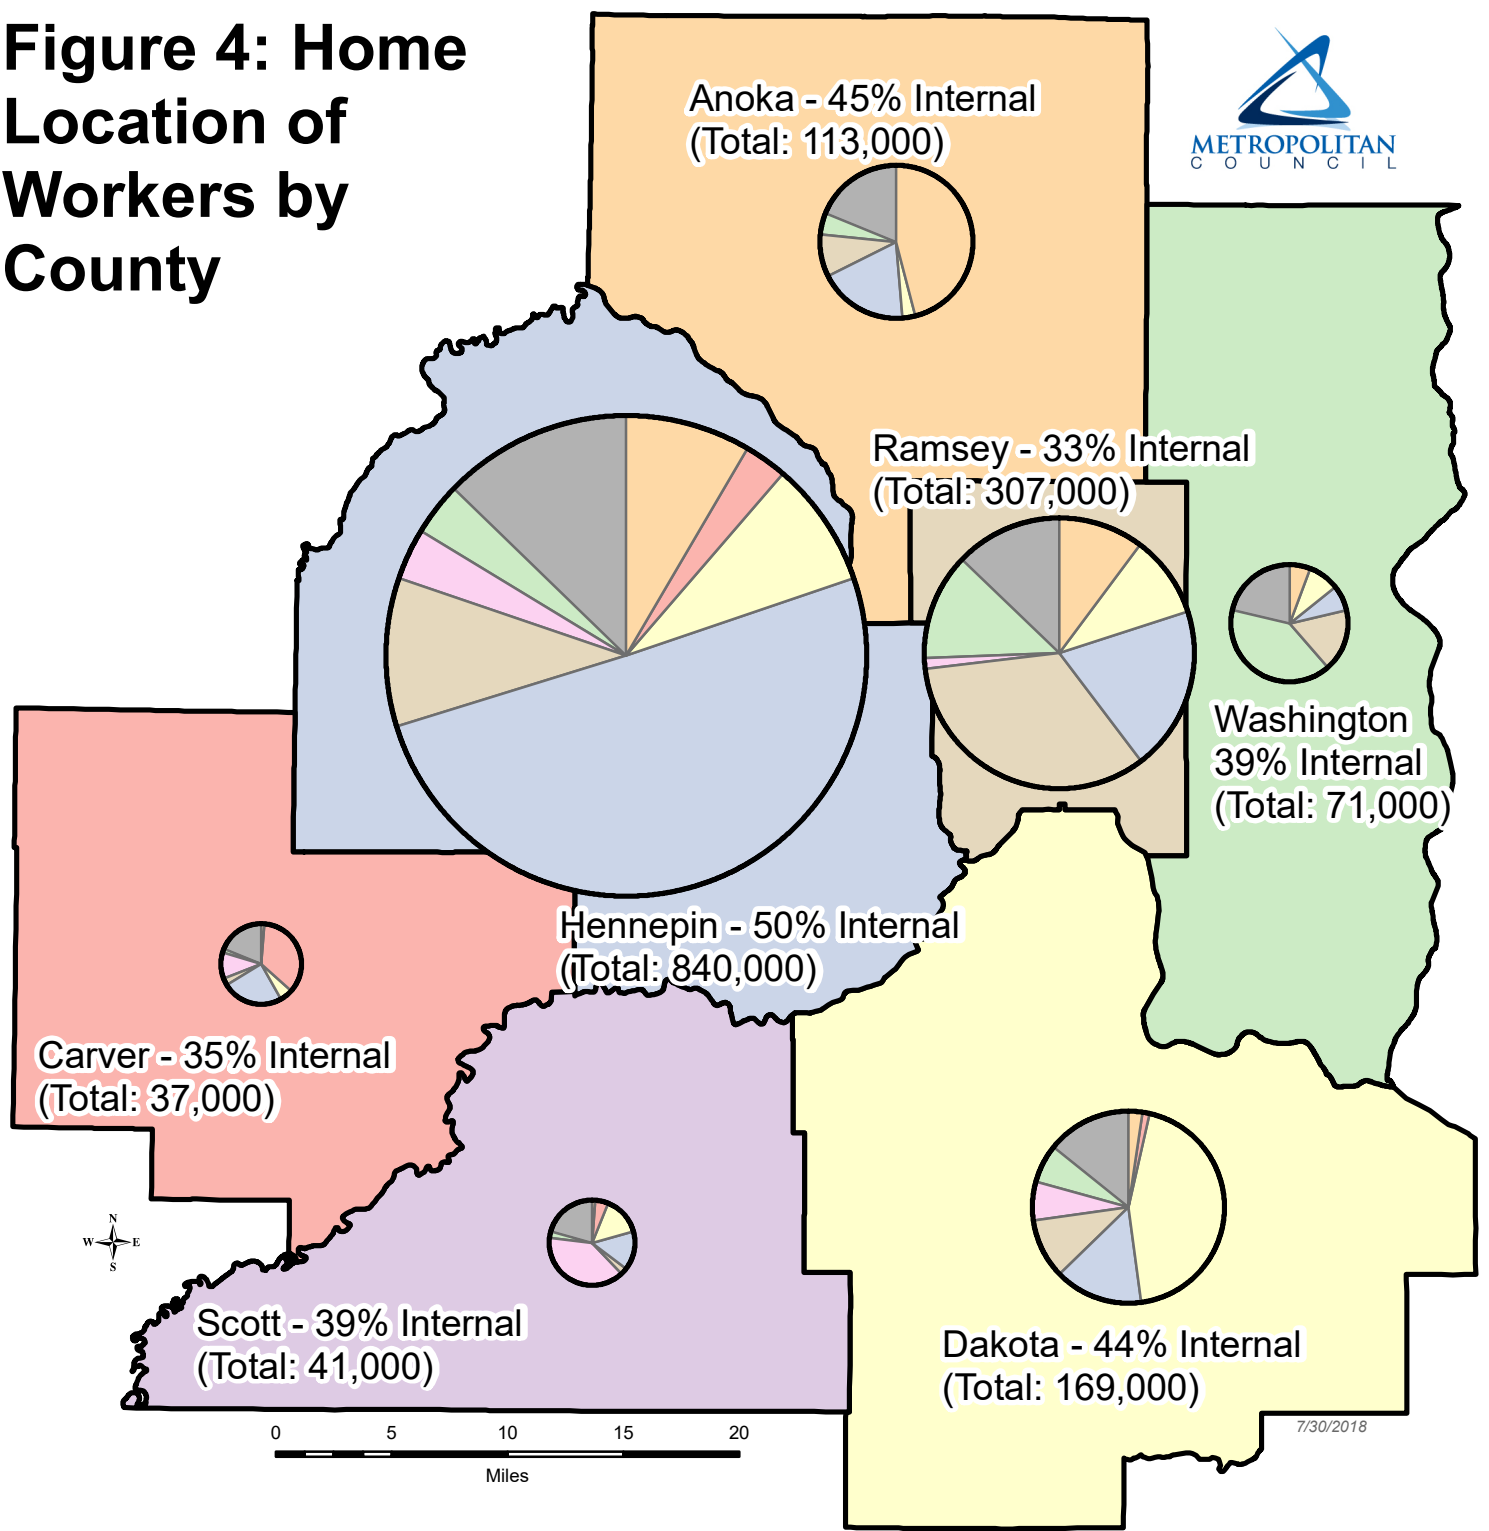 Figure 4: Home
Location of
Workers by
County
Anoka - 45% Internal
(Total: 113,000)
METROPOLITAN
COUNCIL
Ramsey - 33% Internal
(Total: 307,000)
Washington
39% Internal
(Total: 71,000)
Hennepin - 50% Internal
(Total: 840,000)
Carver - 35% Internal
(Total: 37,000)
N
W E
S
Scott - 39% Internal
(Total: 41,000)
Dakota - 44% Internal
(Total: 169,000)
7/30/2018
0 5 10 15 20
Miles